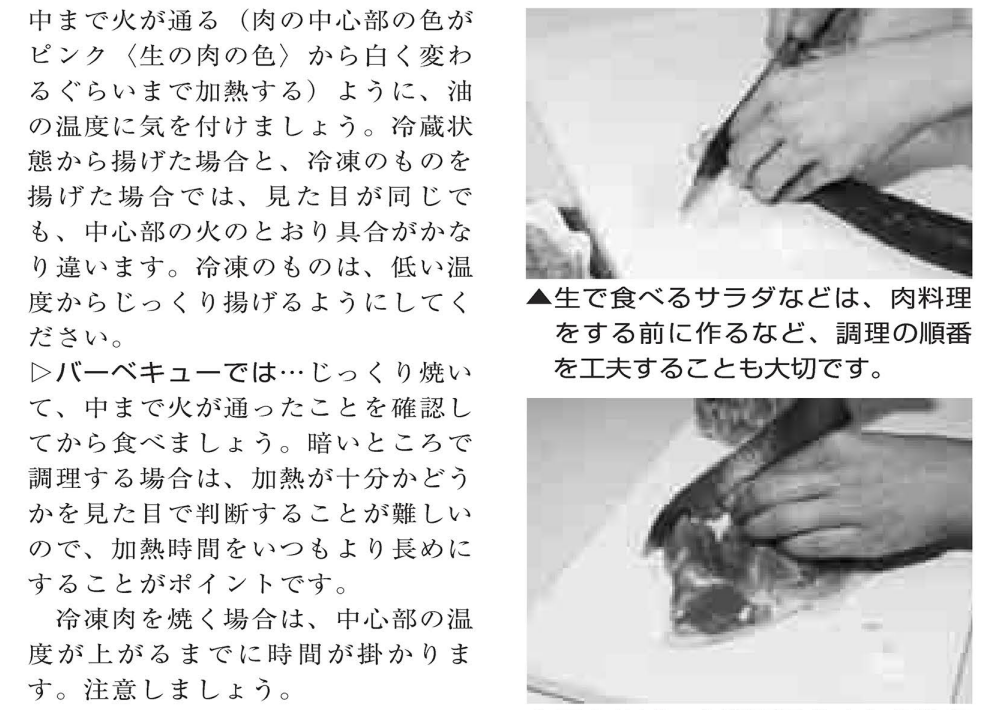 中まで火が通る（肉の中心部の色が
ピンク〈生の肉の色〉から白く変わ
るぐらいまで加熱する）ように、油
の温度に気を付けましょう。冷蔵状
態から揚げた場合と、冷凍のものを
揚げた場合では、見た目が同じで
も、中心部の火のとおり具合がかな
り違います。冷凍のものは、低い温
度からじっくり揚げるようにしてく
ださい。
▷バーベキューでは…じっくり焼い
て、中まで火が通ったことを確認し
てから食べましょう。暗いところで
調理する場合は、加熱が十分かどう
かを見た目で判断することが難しい
ので、加熱時間をいつもより長めに
することがポイントです。
　冷凍肉を焼く場合は、中心部の温
度が上がるまでに時間が掛かりま
す。注意しましょう。
▲生で食べるサラダなどは、肉料理
をする前に作るなど、調理の順番
を工夫することも大切です。